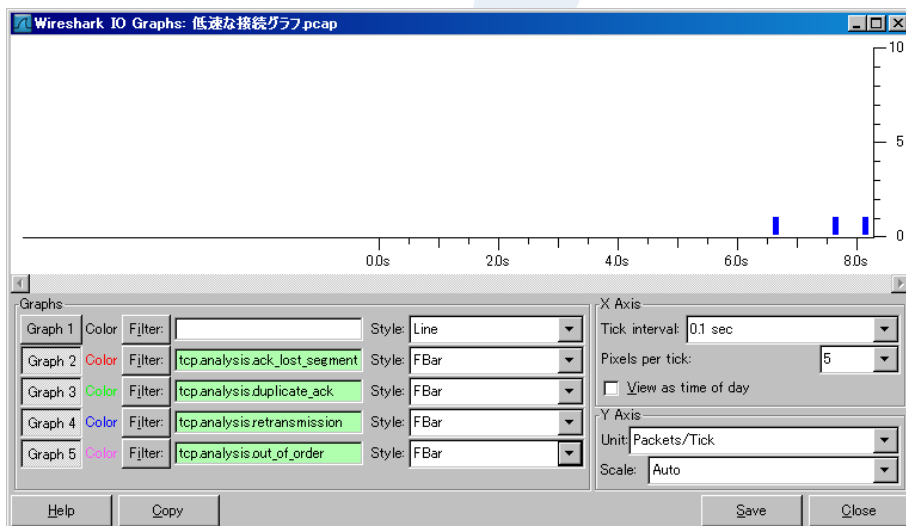 Wireshark IO Graphs: 低速な接続グラフ.pcap
10
5
0
0.0s 2.0s 4.0s 6.0s 8.0s
Graphs
Graph 1 Color Filter: Style: Line
Graph 2 Color Filter: tcp.analysis.ack_lost_segment Style: FBar
Graph 3 Color Filter: tcp.analysis.duplicate_ack Style: FBar
Graph 4 Color Filter: tcp.analysis.retransmission Style: FBar
Graph 5 Color Filter: tcp.analysis.out_of_order Style: FBar
X Axis
Tick interval: 0.1 sec
Pixels per tick: 5
View as time of day
Y Axis
Unit: Packets/Tick
Scale: Auto
Help Copy Save Close